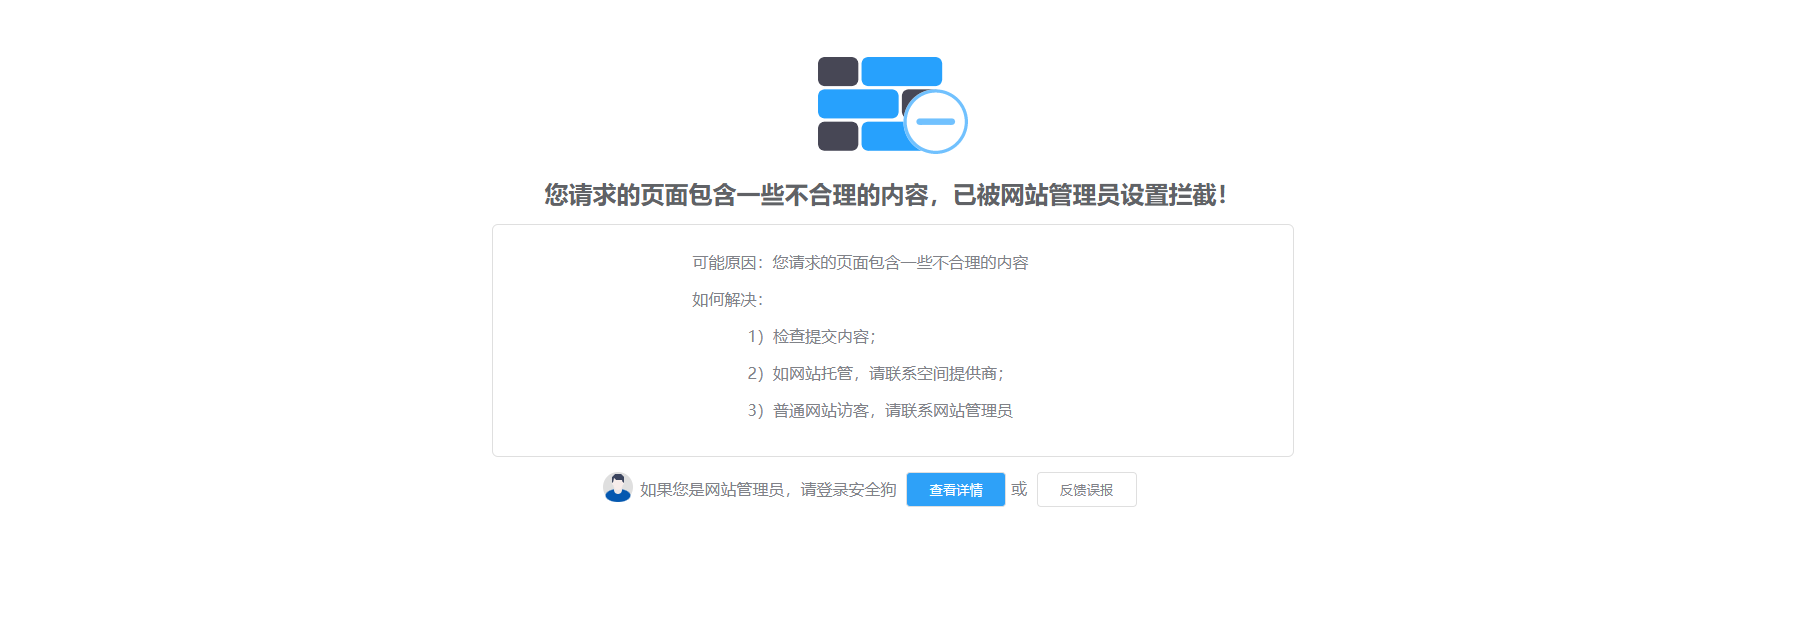 您请求的页面包含一些不合理的内容，已被网站管理员设置拦截！
可能原因：您请求的页面包含一些不合理的内容
如何解决：
1）检查提交内容；
2）如网站托管，请联系空间提供商；
3）普通网站访客，请联系网站管理员
如果您是网站管理员，请登录安全狗 查看详情 或 反馈误报